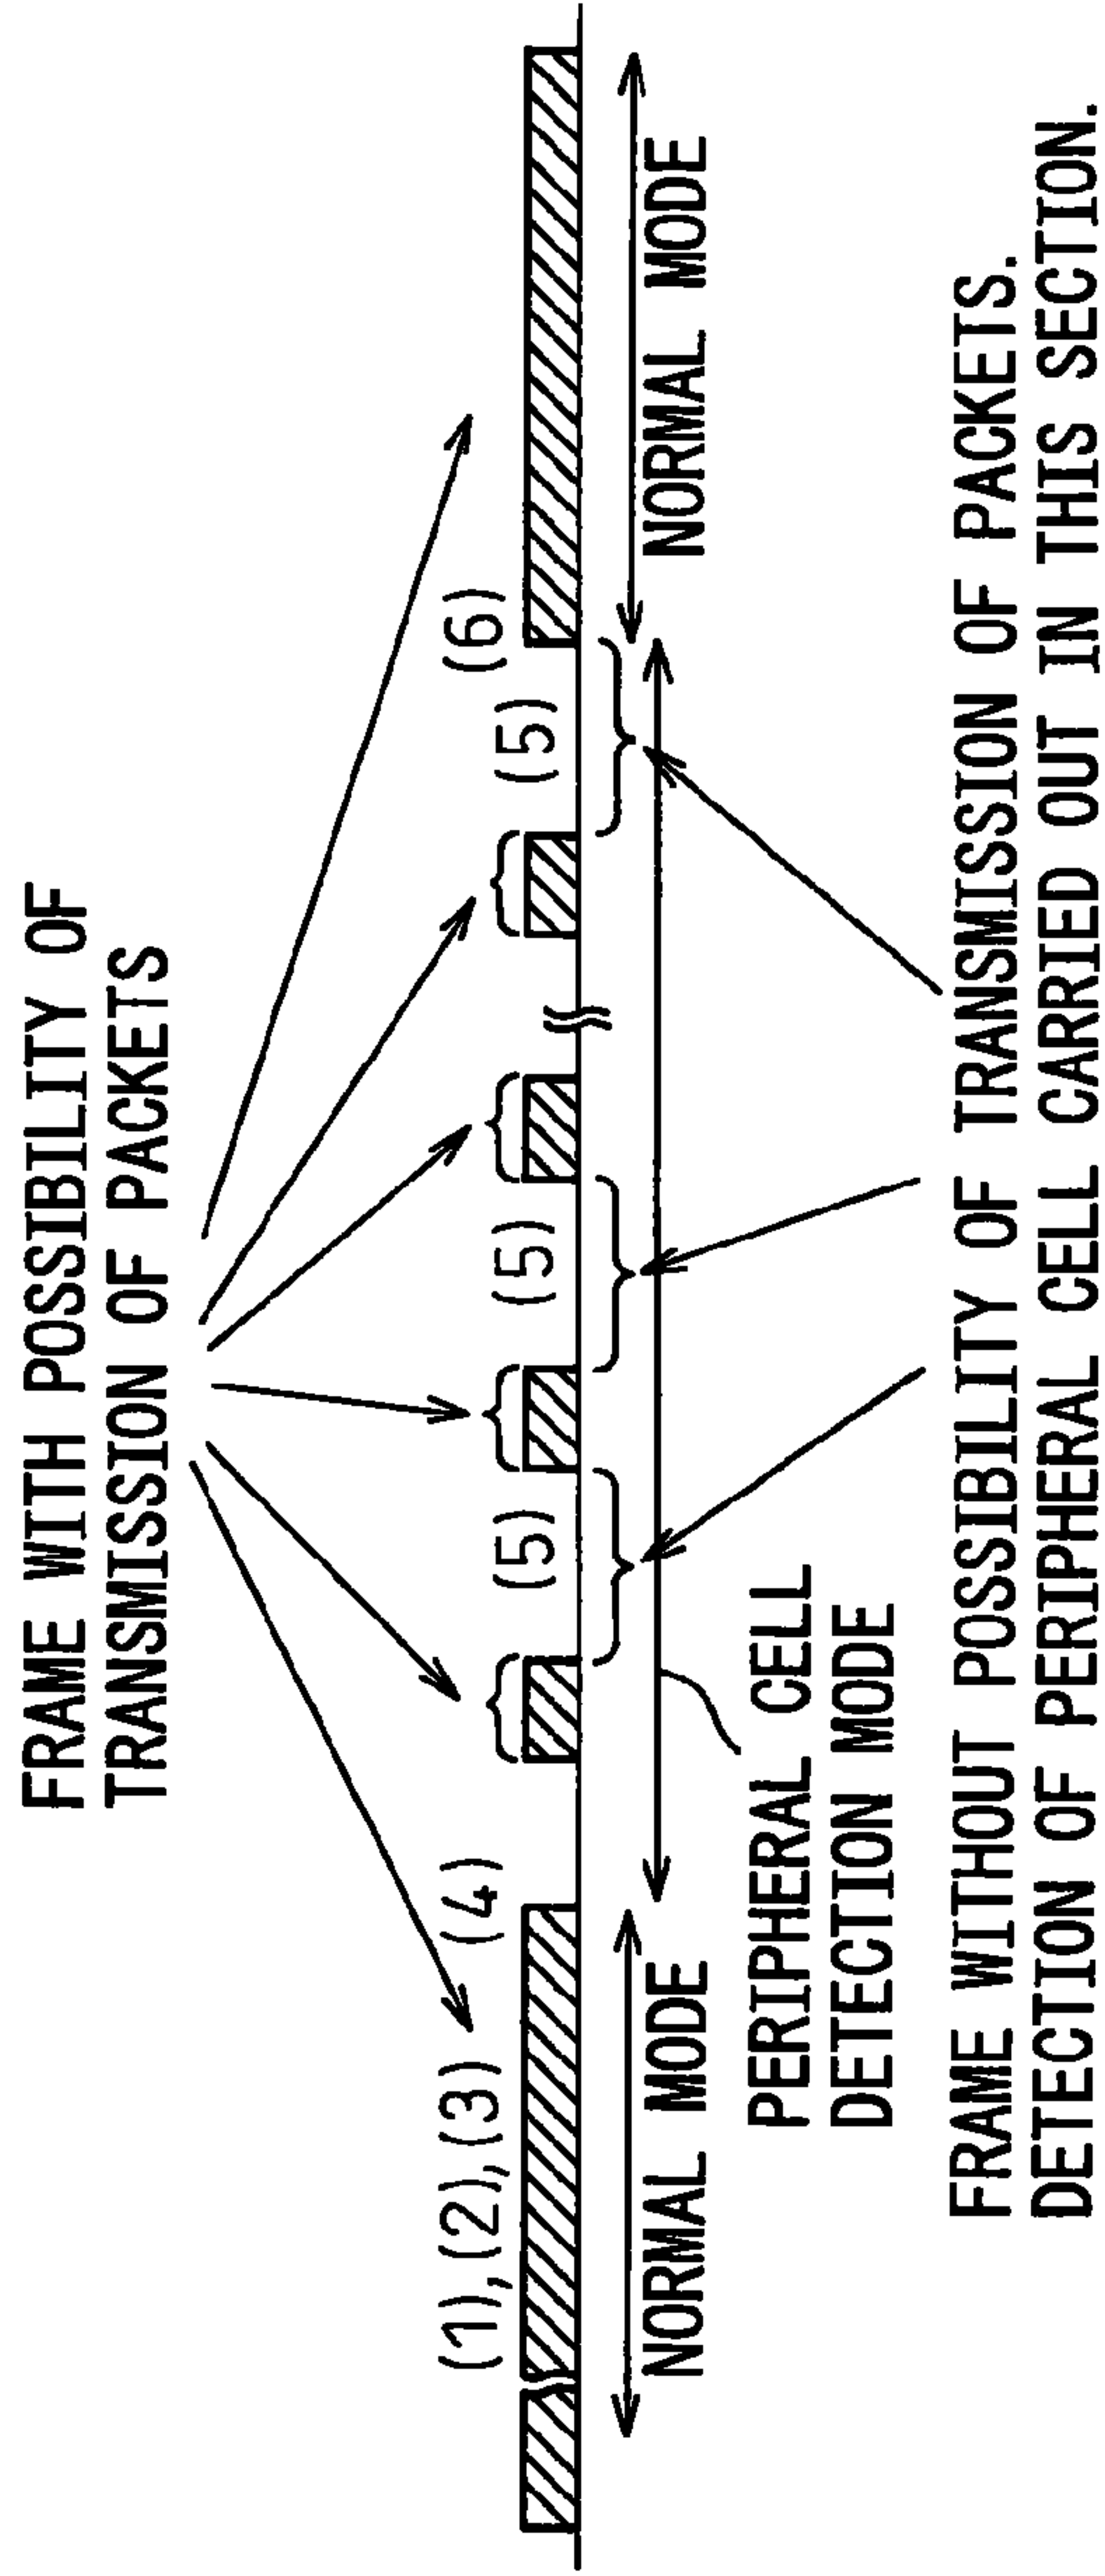 FRAME WITH POSSIBILITY OF
TRANSMISSION OF PACKETS
(1),(2),(3)
(4)
(5)
(5)
(5)
(6)
NORMAL MODE
NORMAL MODE
PERIPHERAL CELL
DETECTION MODE
FRAME WITHOUT POSSIBILITY OF TRANSMISSION OF PACKETS.
DETECTION OF PERIPHERAL CELL CARRIED OUT IN THIS SECTION.